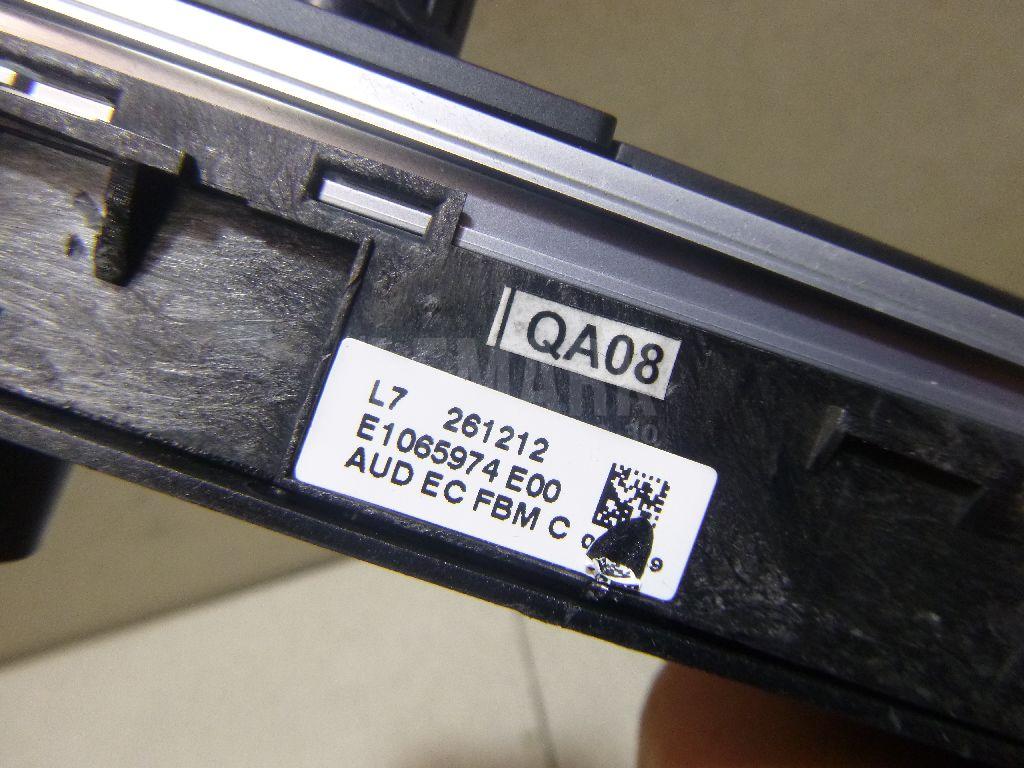 QA08
L7 261212
E1065974 E00
AUD EC FBM C